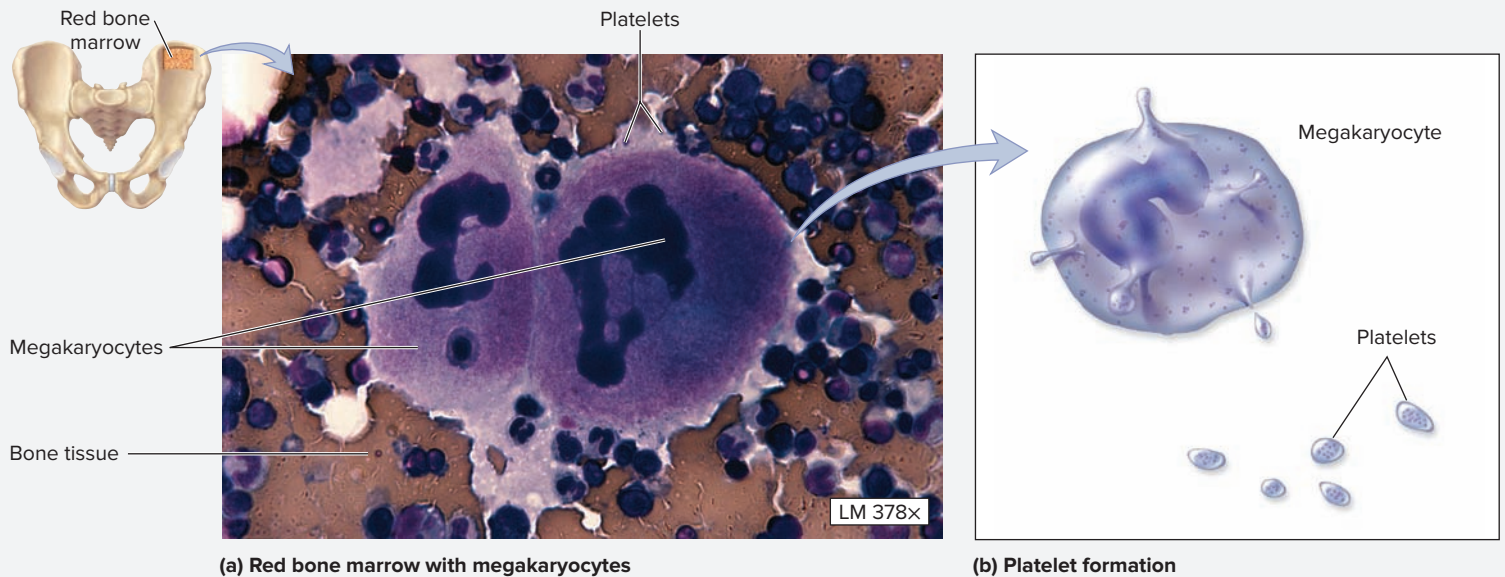 Red bone
marrow
Platelets
Megakaryocyte
Megakaryocytes
Platelets
Bone tissue
LM 378×
(a) Red bone marrow with megakaryocytes
(b) Platelet formation